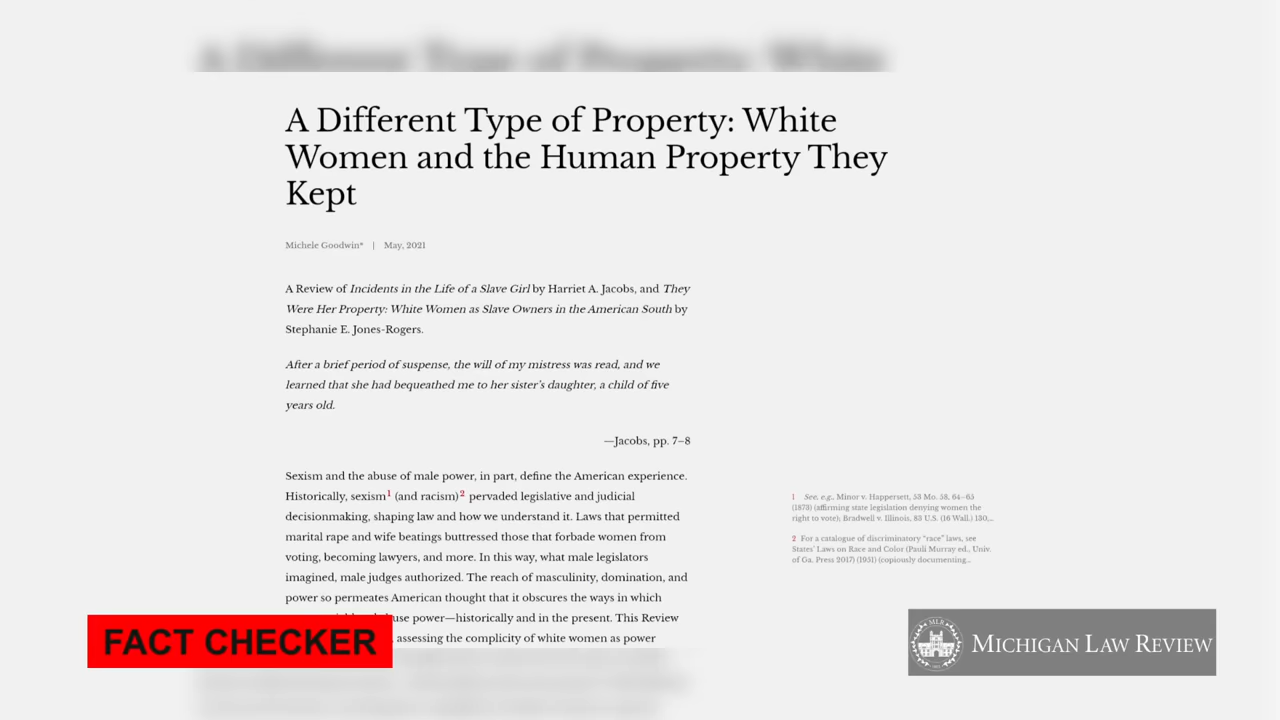 A Different Type of Property: White
A Different Type of Property: White
Women and the Human Property They
Kept
Michele Goodwin* | May, 2021
A Review of Incidents in the Life of a Slave Girl by Harriet A. Jacobs, and They
Were Her Property: White Women as Slave Owners in the American South by
Stephanie E. Jones-Rogers.
After a brief period of suspense, the will of my mistress was read, and we
learned that she had bequeathed me to her sister's daughter, a child of five
years old.
—Jacobs, pp. 7–8
Sexism and the abuse of male power, in part, define the American experience.
Historically, sexism1 (and racism)2 pervaded legislative and judicial
decisionmaking, shaping law and how we understand it. Laws that permitted
marital rape and wife beatings buttressed those that forbade women from
voting, becoming lawyers, and more. In this way, what male legislators
imagined, male judges authorized. The reach of masculinity, domination, and
power so permeates American thought that it obscures the ways in which
power—historically and in the present. This Review
assessing the complicity of white women as power
1 See, e.g., Minor v. Happersett, 53 Mo. 58, 64–65
(1873) (affirming state legislation denying women the
right to vote); Bradwell v. Illinois, 83 U.S. (16 Wall.) 130,...
2 For a catalogue of discriminatory “race” laws, see
States' Laws on Race and Color (Pauli Murray ed., Univ.
of Ga. Press 2017) (1951) (copiously documenting...
FACT CHECKER
MLR
MICHIGAN LAW REVIEW